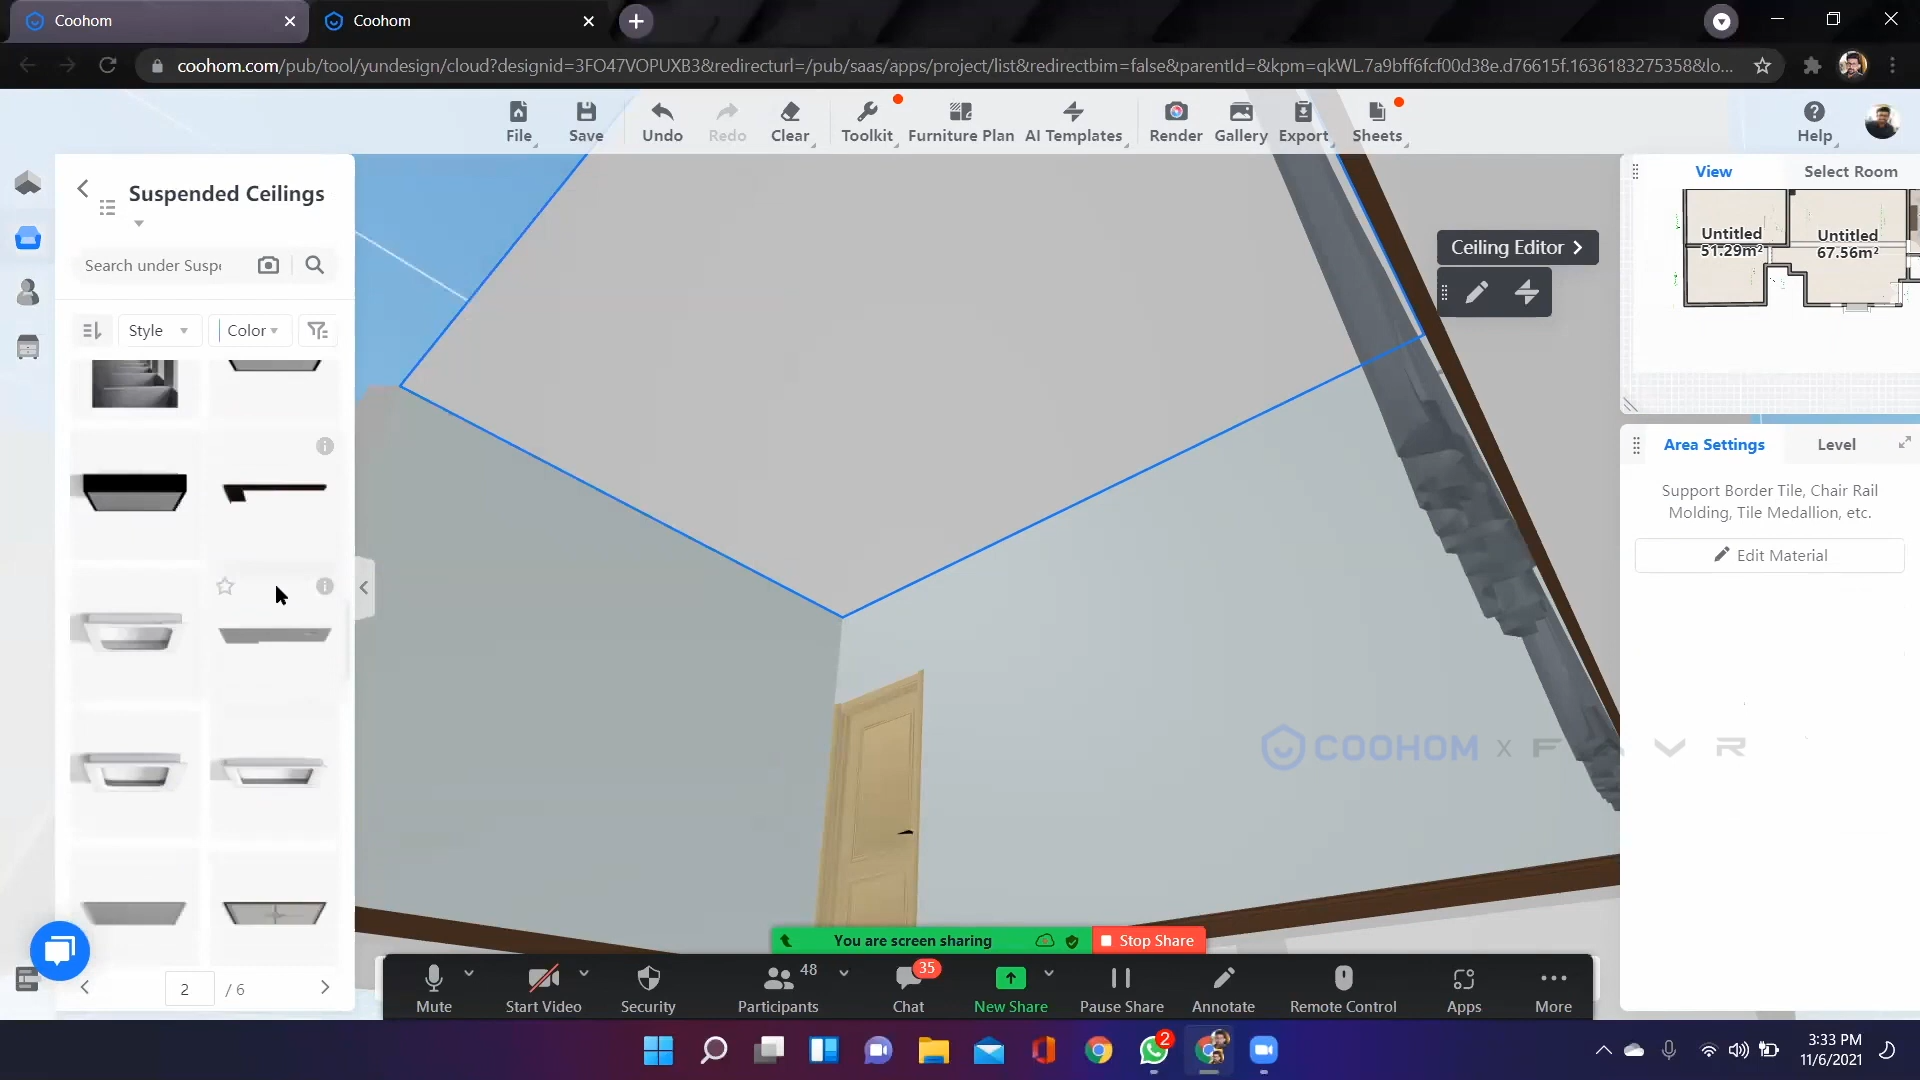 Coohom
Coohom
coohom.com/pub/tool/yundesign/cloud?designid=3FO47VOPUXB3&redirecturl=/pub/saas/apps/project/list&redirectbim=false&parentId=&kpm=qkWL.7a9bff6fcf00d38e.d76615f.1636183275358&lo...
File
Save
Undo
Redo
Clear
Toolkit
Furniture Plan
AI Templates
Render
Gallery
Export
Sheets
Help
Suspended Ceilings
Search under Susp
Style
Color
2 / 6
Ceiling Editor
View
Select Room
Untitled
51.29m²
Untitled
67.56m²
Area Settings
Level
Support Border Tile, Chair Rail
Molding, Tile Medallion, etc.
Edit Material
COOHOM X
You are screen sharing
Stop Share
Mute
Start Video
Security
Participants
48
Chat
35
New Share
Pause Share
Annotate
Remote Control
Apps
More
2
3:33 PM
11/6/2021